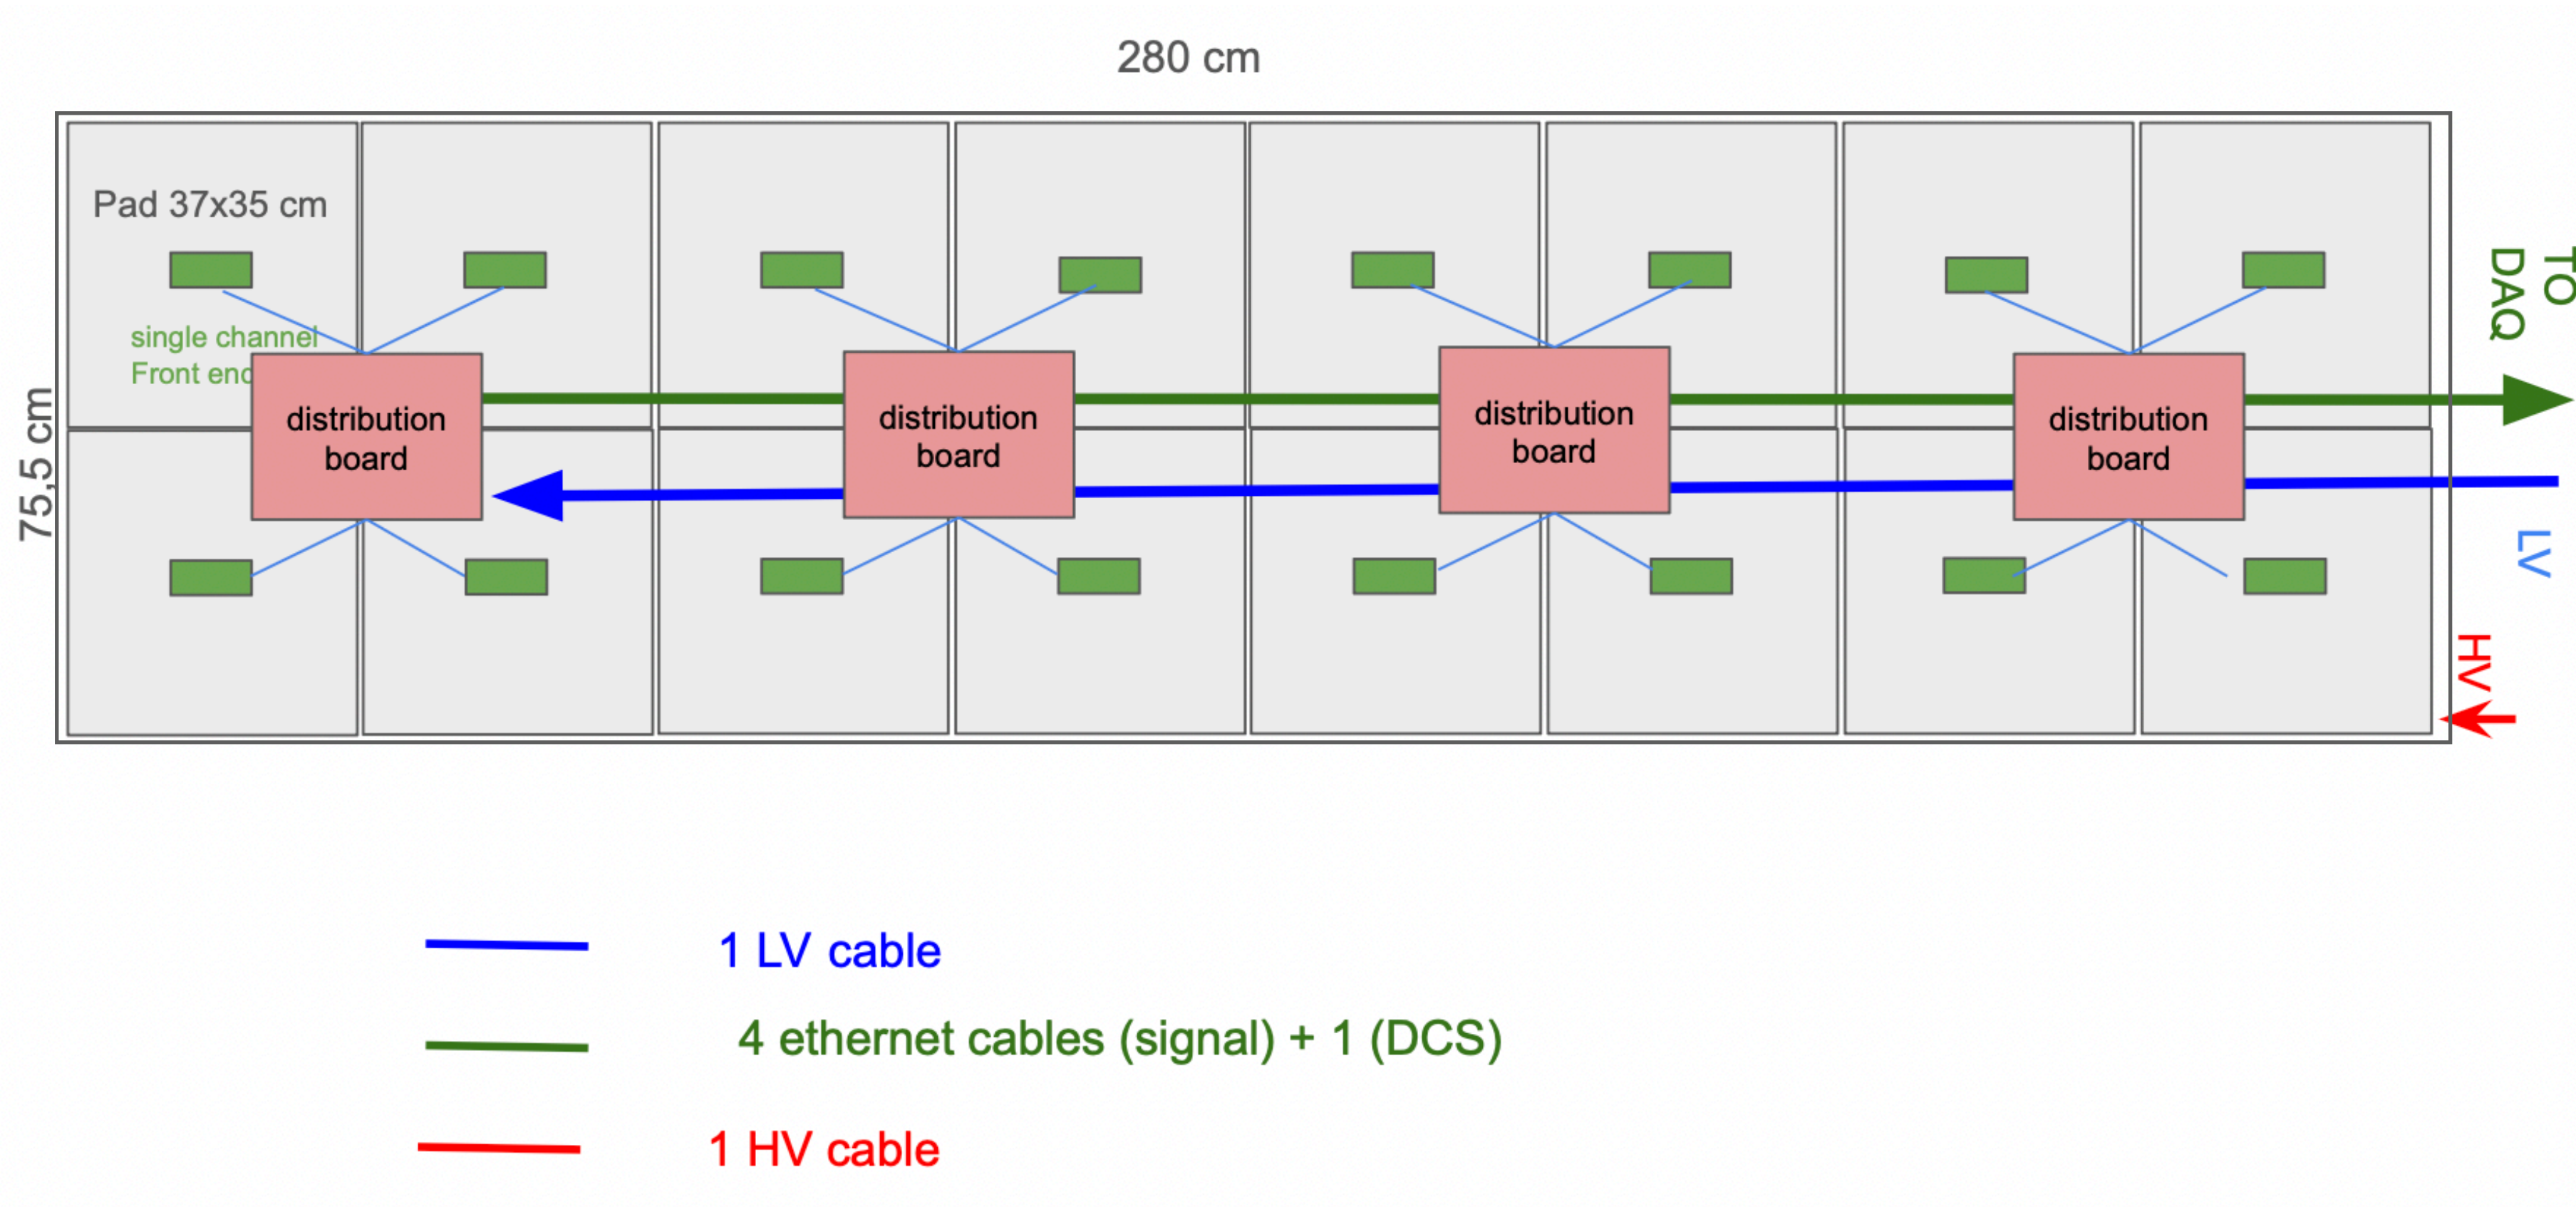 280 cm
Pad 37x35 cm
single channel
Front end
75,5 cm
distribution
board
distribution
board
distribution
board
distribution
board
TO
DAQ
LV
HV
1 LV cable
4 ethernet cables (signal) + 1 (DCS)
1 HV cable